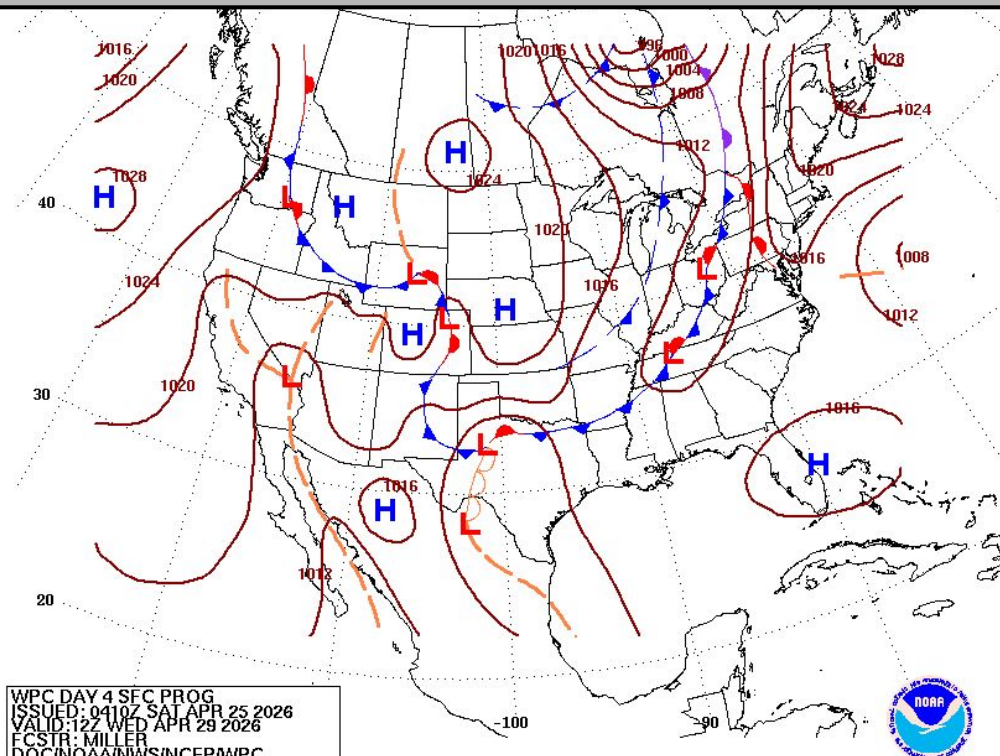 1016
1020
1020
1016
996
1000
1004
1008
1028
1024
1024
1012
1020
H
1024
H
1028
L
H
40
1020
1016
1008
1016
1024
L
L
H
1016
L
H
1012
L
L
1020
30
1016
L
H
1016
H
L
1012
20
WPC DAY 4 SFC PROG
ISSUED: 0410Z SAT APR 25 2026
VALID:12Z WED APR 29 2026
FCSTR: MILLER
DOC/NOAA/NWS/NCEP/WPC
-100
-90
NOAA